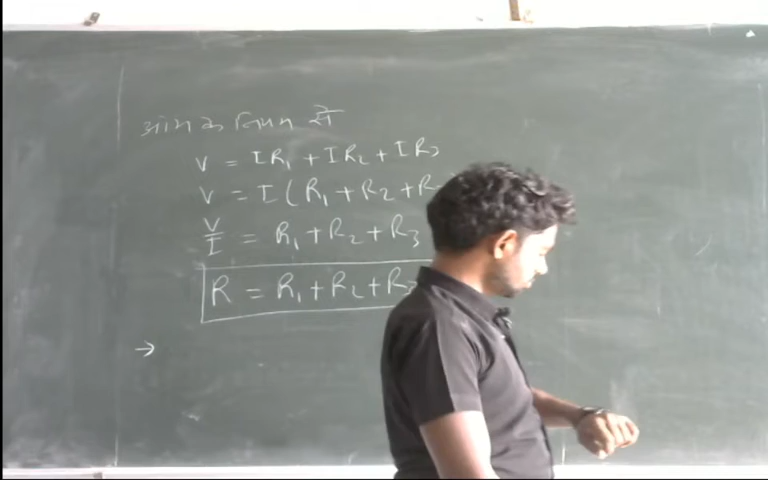 ओम के नियम से
V = IR₁ + IR₂ + IR₃
V = I(R₁ + R₂ + R
V/I = R₁ + R₂ + R₃
R = R₁ + R₂ + R₃
→